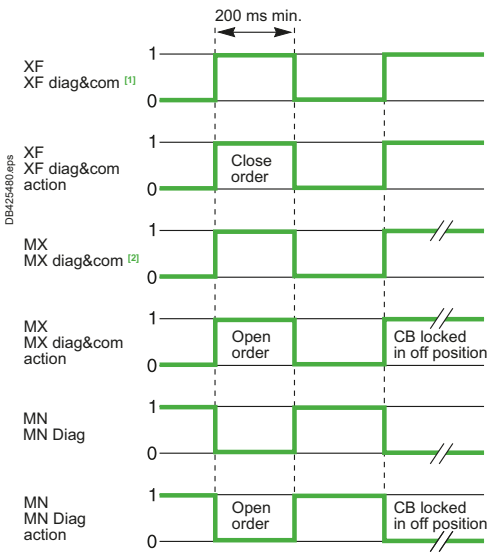 200 ms min.
1
XF
XF diag&com [1]
0
1
XF
XF diag&com
action
Close
order
0
DB425480.eps
1
MX
MX diag&com [2]
0
1
MX
MX diag&com
action
Open
order
CB locked
in off position
0
1
MN
MN Diag
0
1
MN
MN Diag
action
Open
order
CB locked
in off position
0